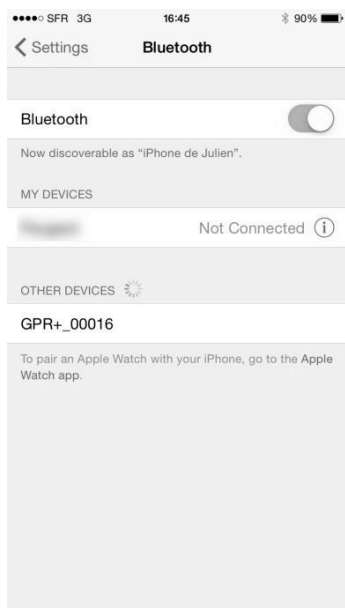 SFR 3G 16:45 90%
Settings Bluetooth
Bluetooth
Now discoverable as “iPhone de Julien”.
MY DEVICES
Not Connected
OTHER DEVICES
GPR+_00016
To pair an Apple Watch with your iPhone, go to the Apple
Watch app.